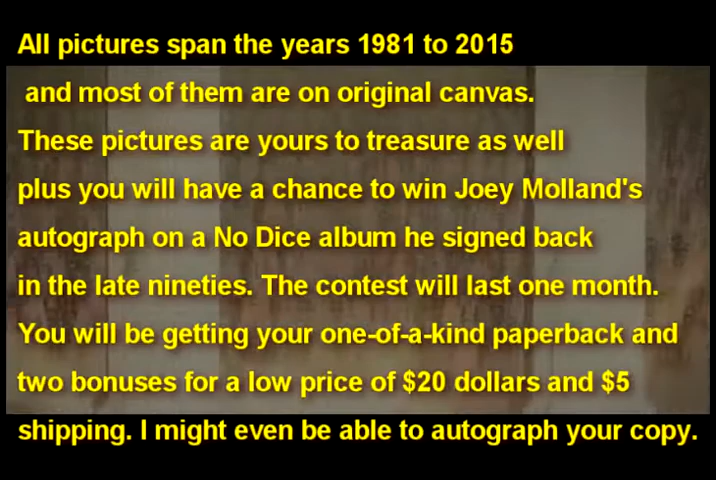 All pictures span the years 1981 to 2015
and most of them are on original canvas.
These pictures are yours to treasure as well
plus you will have a chance to win Joey Molland's
autograph on a No Dice album he signed back
in the late nineties. The contest will last one month.
You will be getting your one-of-a-kind paperback and
two bonuses for a low price of $20 dollars and $5
shipping. I might even be able to autograph your copy.